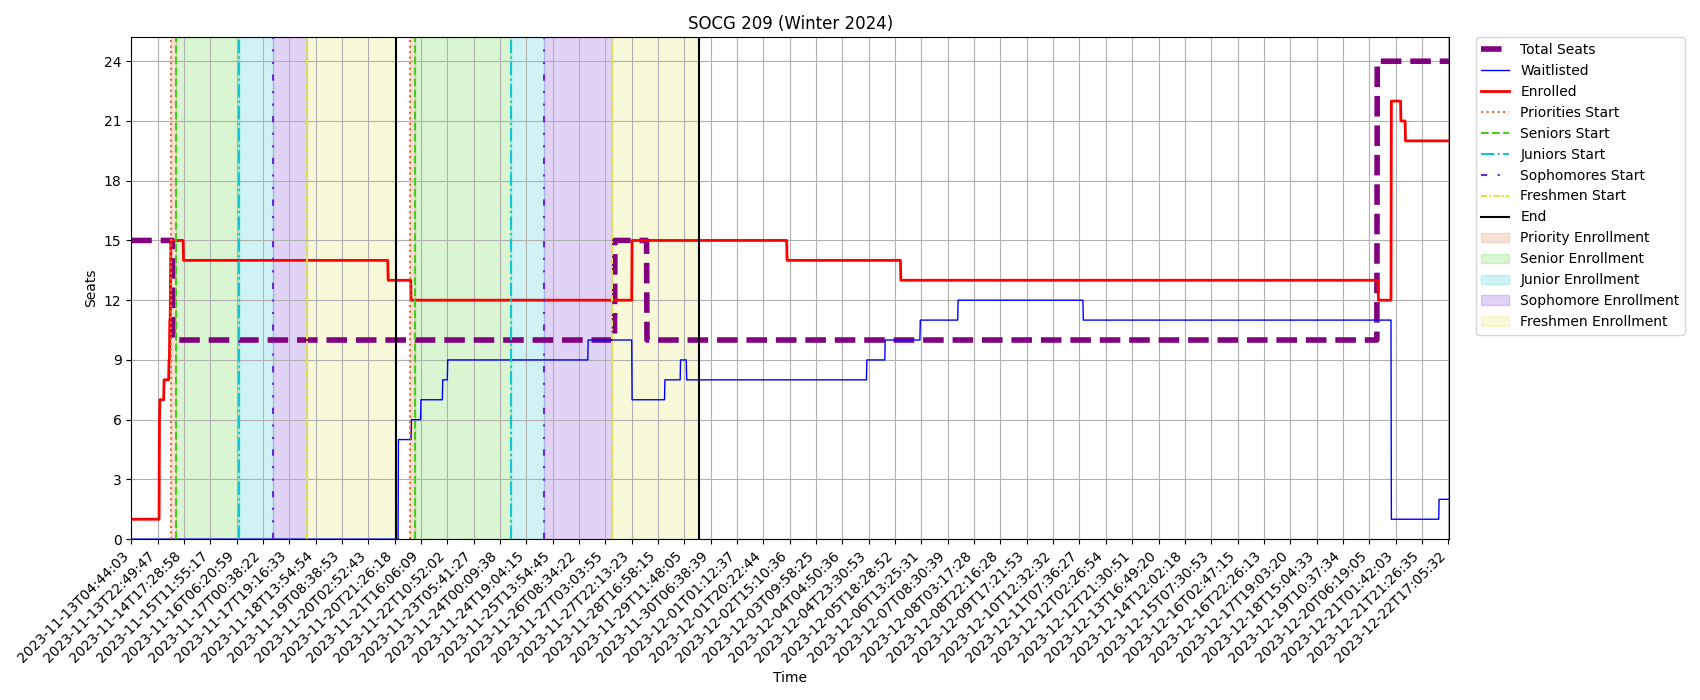 SOCG 209 (Winter 2024)
Seats
24
21
18
15
12
9
6
3
0
2023-11-13T04:44:03
2023-11-13T22:49:47
2023-11-14T17:28:58
2023-11-15T11:55:17
2023-11-16T06:20:59
2023-11-17T00:38:22
2023-11-17T19:16:33
2023-11-18T13:54:54
2023-11-19T08:38:53
2023-11-20T02:52:43
2023-11-20T21:26:18
2023-11-21T16:06:09
2023-11-22T10:52:02
2023-11-23T05:41:27
2023-11-24T00:09:38
2023-11-24T19:04:15
2023-11-25T13:54:45
2023-11-26T08:34:22
2023-11-27T03:03:55
2023-11-27T22:13:23
2023-11-28T16:58:15
2023-11-29T11:48:05
2023-11-30T06:38:39
2023-12-01T01:12:37
2023-12-01T20:22:44
2023-12-02T15:10:36
2023-12-03T09:58:25
2023-12-04T04:50:36
2023-12-04T23:30:53
2023-12-05T18:28:52
2023-12-06T13:25:31
2023-12-07T08:30:39
2023-12-08T03:17:28
2023-12-08T22:16:28
2023-12-09T17:21:53
2023-12-10T12:32:32
2023-12-11T07:36:27
2023-12-12T02:26:54
2023-12-12T21:30:51
2023-12-13T16:49:20
2023-12-14T12:02:18
2023-12-15T07:30:53
2023-12-16T02:47:15
2023-12-16T22:26:13
2023-12-17T19:03:20
2023-12-18T15:04:33
2023-12-19T10:37:34
2023-12-20T06:19:05
2023-12-21T01:42:03
2023-12-21T21:26:35
2023-12-22T17:05:32
Time
Total Seats
Waitlisted
Enrolled
Priorities Start
Seniors Start
Juniors Start
Sophomores Start
Freshmen Start
End
Priority Enrollment
Senior Enrollment
Junior Enrollment
Sophomore Enrollment
Freshmen Enrollment